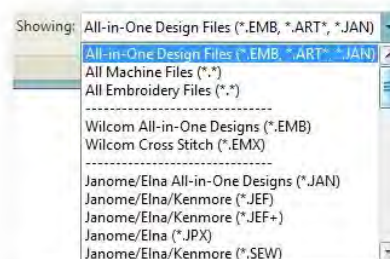 Showing: All-in-One Design Files (*.EMB, *.ART*, *.JAN)
All-in-One Design Files (*.EMB, *.ART*, *.JAN)
All Machine Files (*.*)
All Embroidery Files (*.*)
--------------------------------
Wilcom All-in-One Designs (*.EMB)
Wilcom Cross Stitch (*.EMX)
--------------------------------
Janome/Elna All-in-One Designs (*.JAN)
Janome/Elna/Kenmore (*.JEF)
Janome/Elna/Kenmore (*.JEF+)
Janome/Elna (*.JPX)
Janome/Elna/Kenmore (*.SEW)